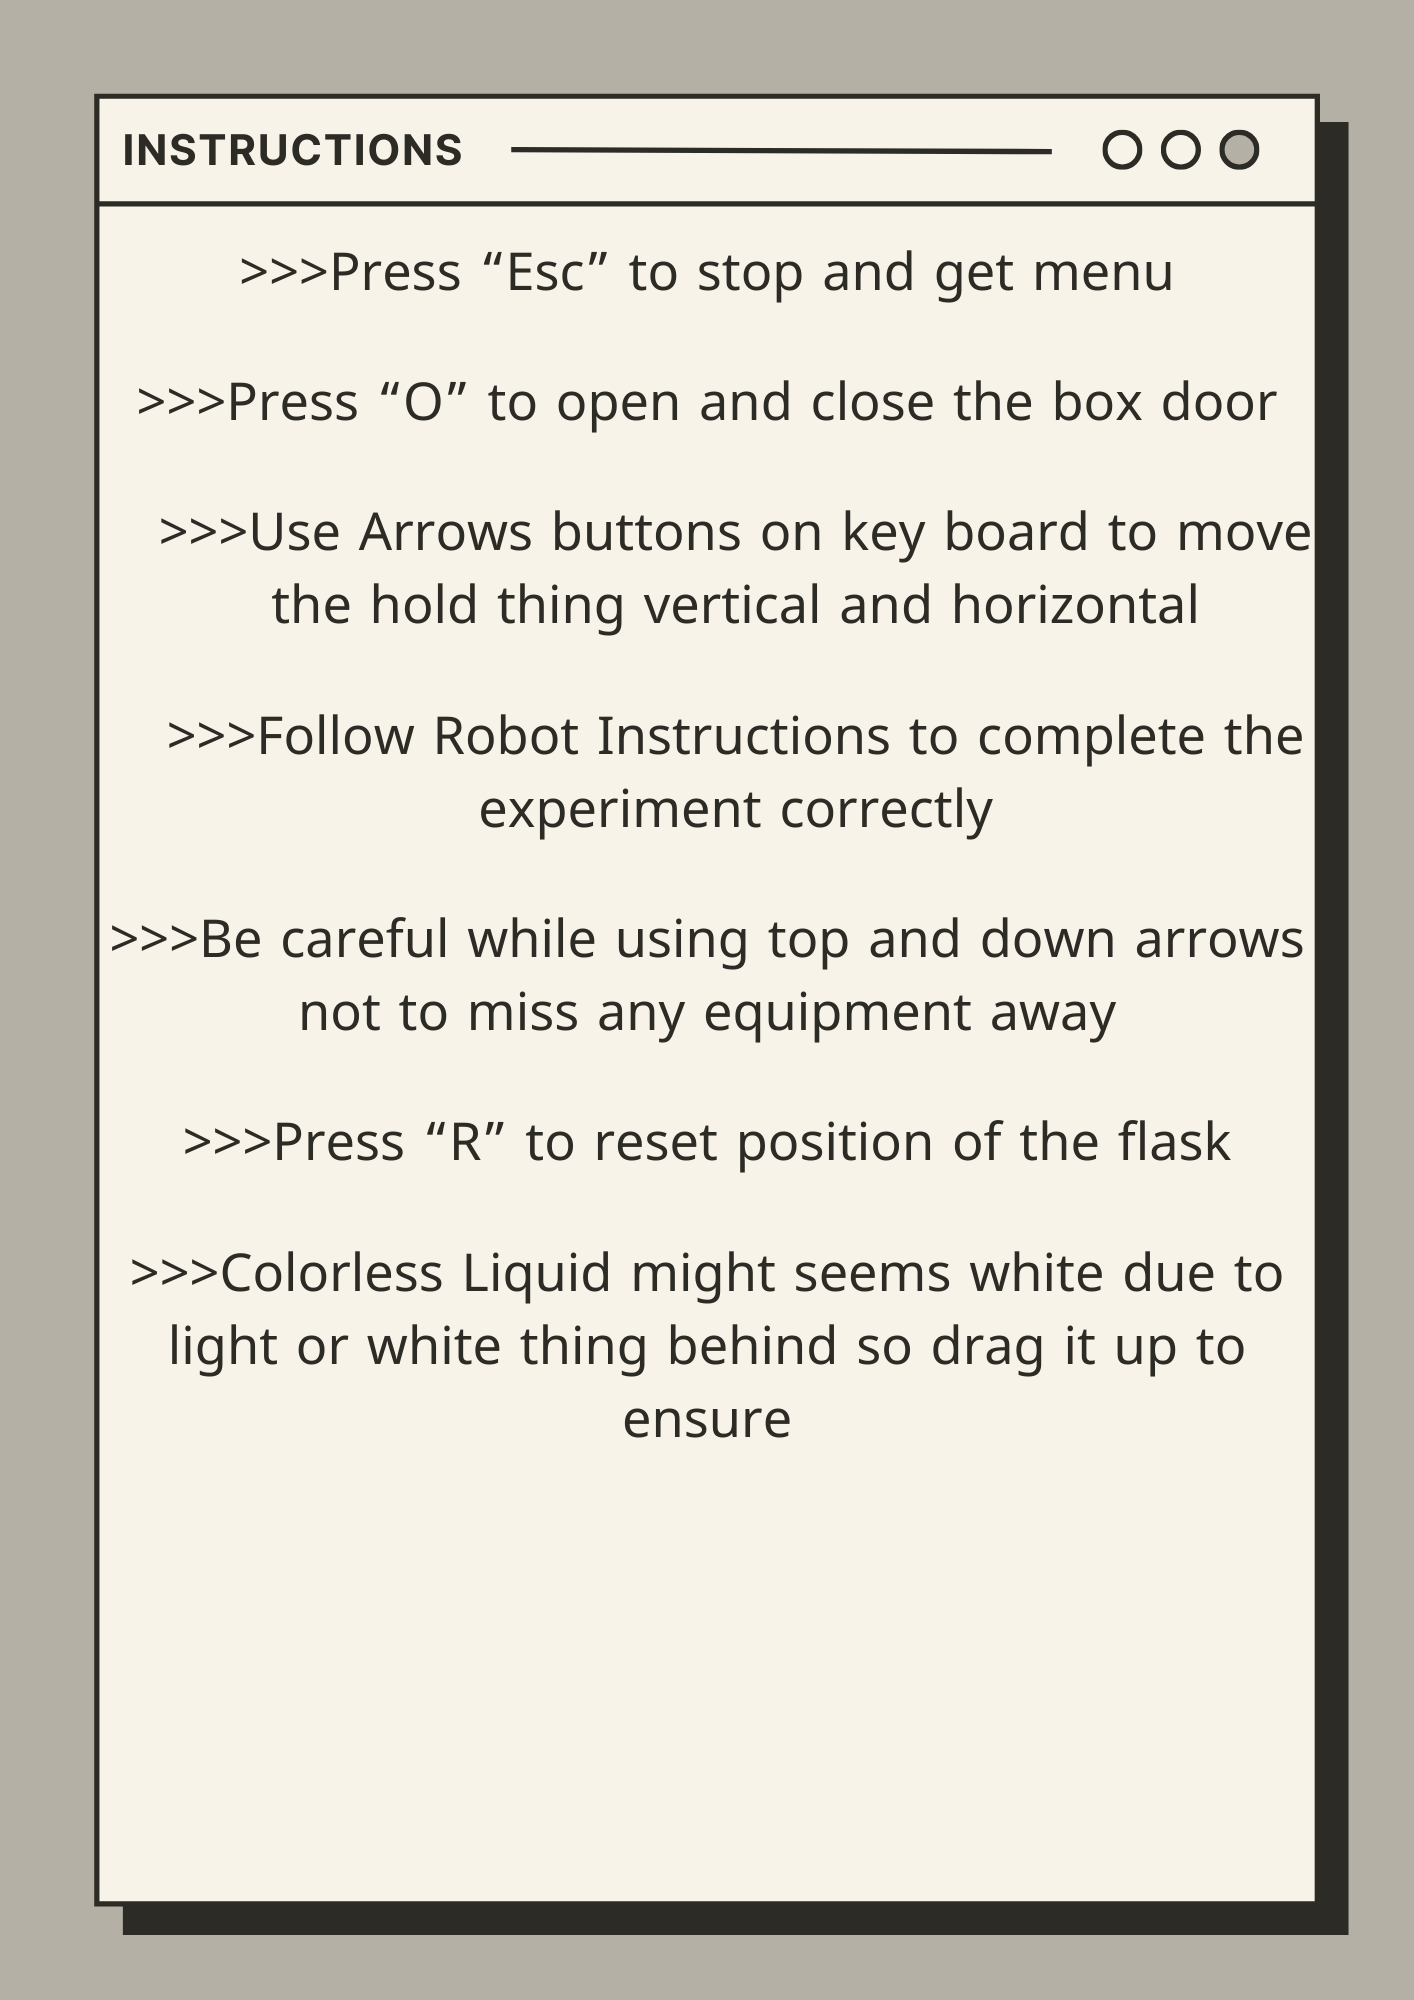 INSTRUCTIONS
>>>Press “Esc” to stop and get menu
>>>Press “O” to open and close the box door
>>>Use Arrows buttons on key board to move
the hold thing vertical and horizontal
>>>Follow Robot Instructions to complete the
experiment correctly
>>>Be careful while using top and down arrows
not to miss any equipment away
>>>Press “R” to reset position of the flask
>>>Colorless Liquid might seems white due to
light or white thing behind so drag it up to
ensure